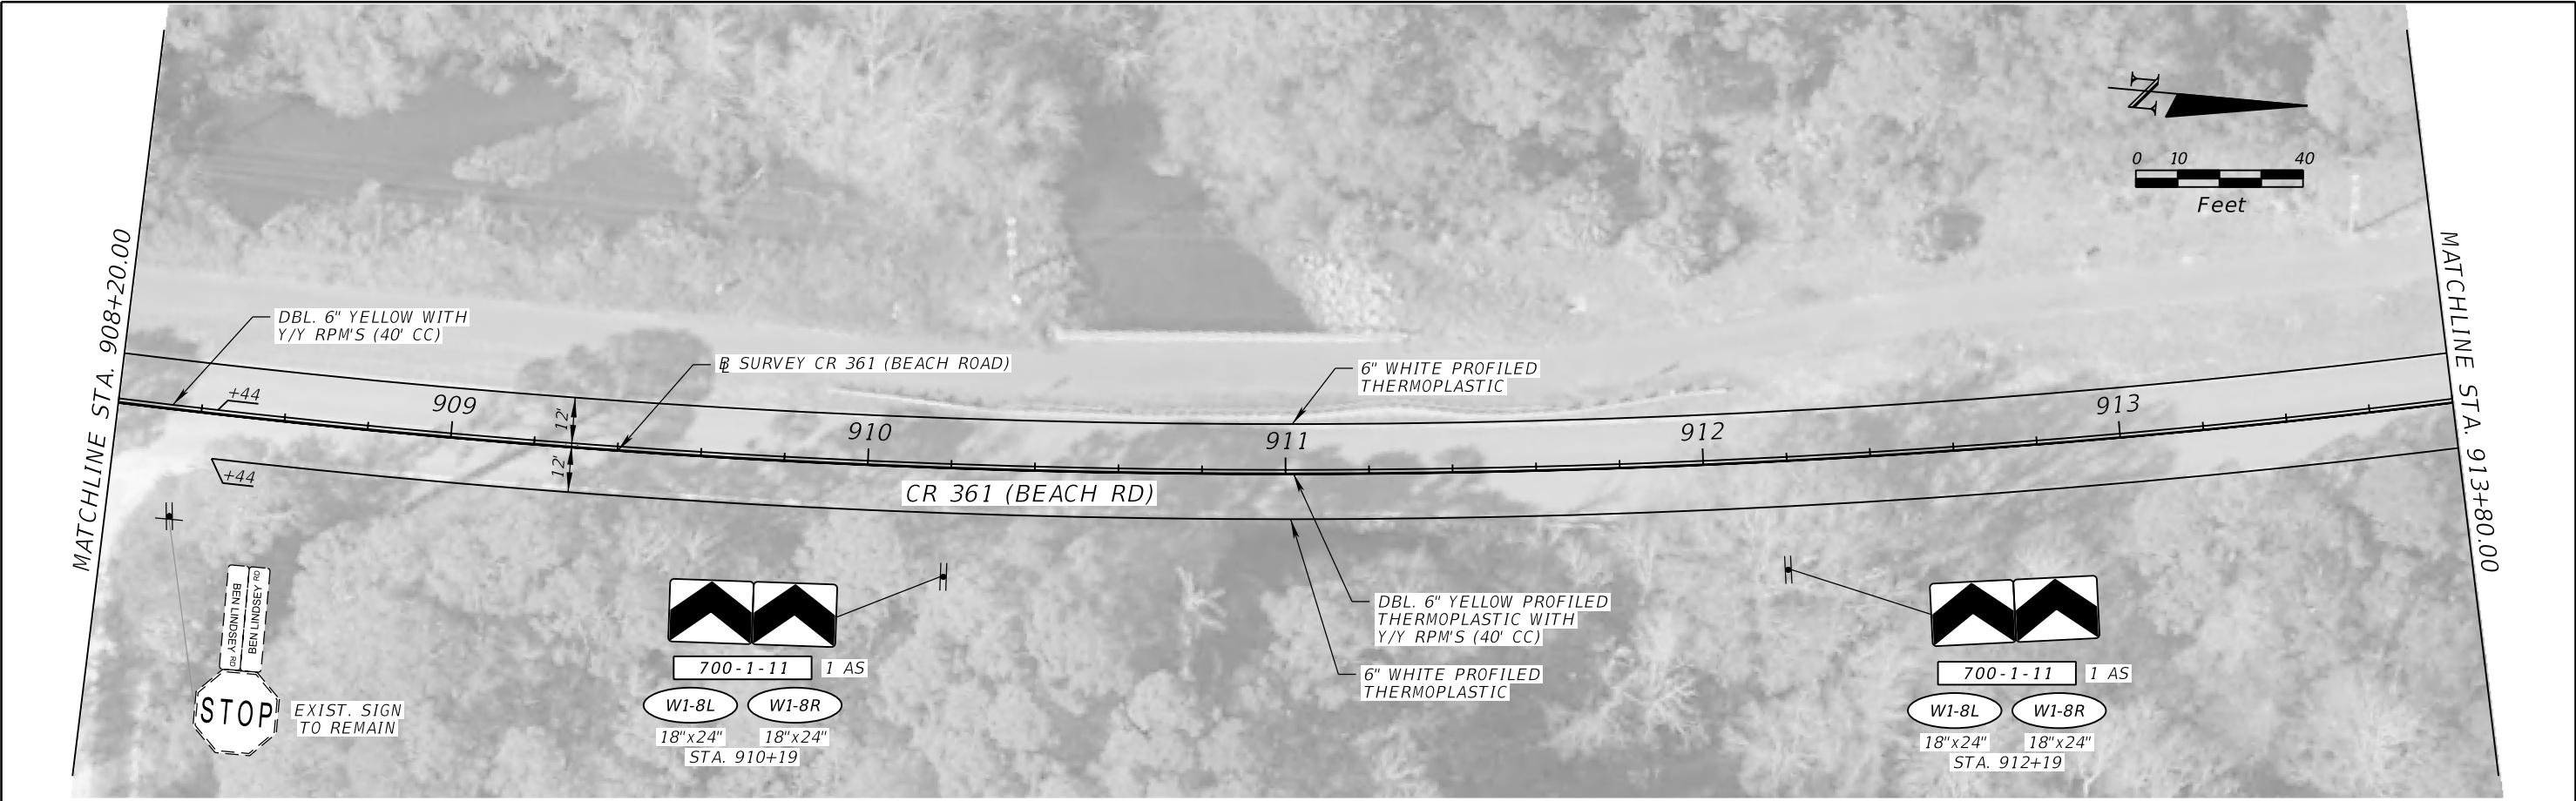 N
0 10 40
Feet
MATCHLINE STA. 908+20.00
MATCHLINE STA. 913+80.00
DBL. 6" YELLOW WITH
Y/Y RPM'S (40' CC)
+44
+44
909
12'
12'
BL SURVEY CR 361 (BEACH ROAD)
910
6" WHITE PROFILED
THERMOPLASTIC
911
912
913
CR 361 (BEACH RD)
BEN LINDSEY RD
BEN LINDSEY RD
STOP
EXIST. SIGN
TO REMAIN
700-1-11 1 AS
W1-8L W1-8R
18"x24" 18"x24"
STA. 910+19
DBL. 6" YELLOW PROFILED
THERMOPLASTIC WITH
Y/Y RPM'S (40' CC)
6" WHITE PROFILED
THERMOPLASTIC
700-1-11 1 AS
W1-8L W1-8R
18"x24" 18"x24"
STA. 912+19